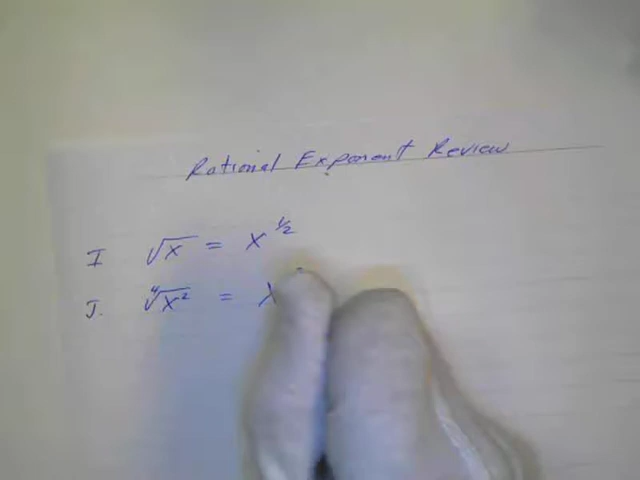 Rational Exponent Review
I √x = x^1/2
J. ⁴√x² = x